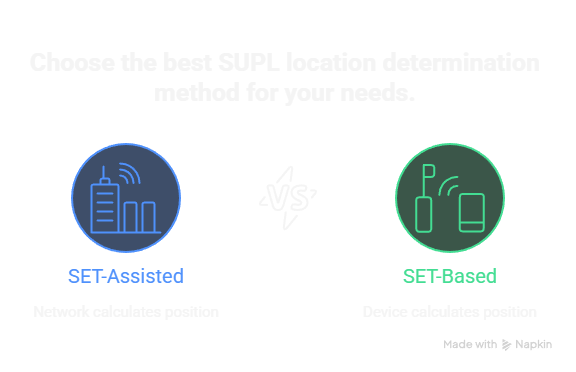 Choose the best SUPL location determination
method for your needs.
VS
SET-Assisted
SET-Based
Network calculates position
Device calculates position
Made with Napkin